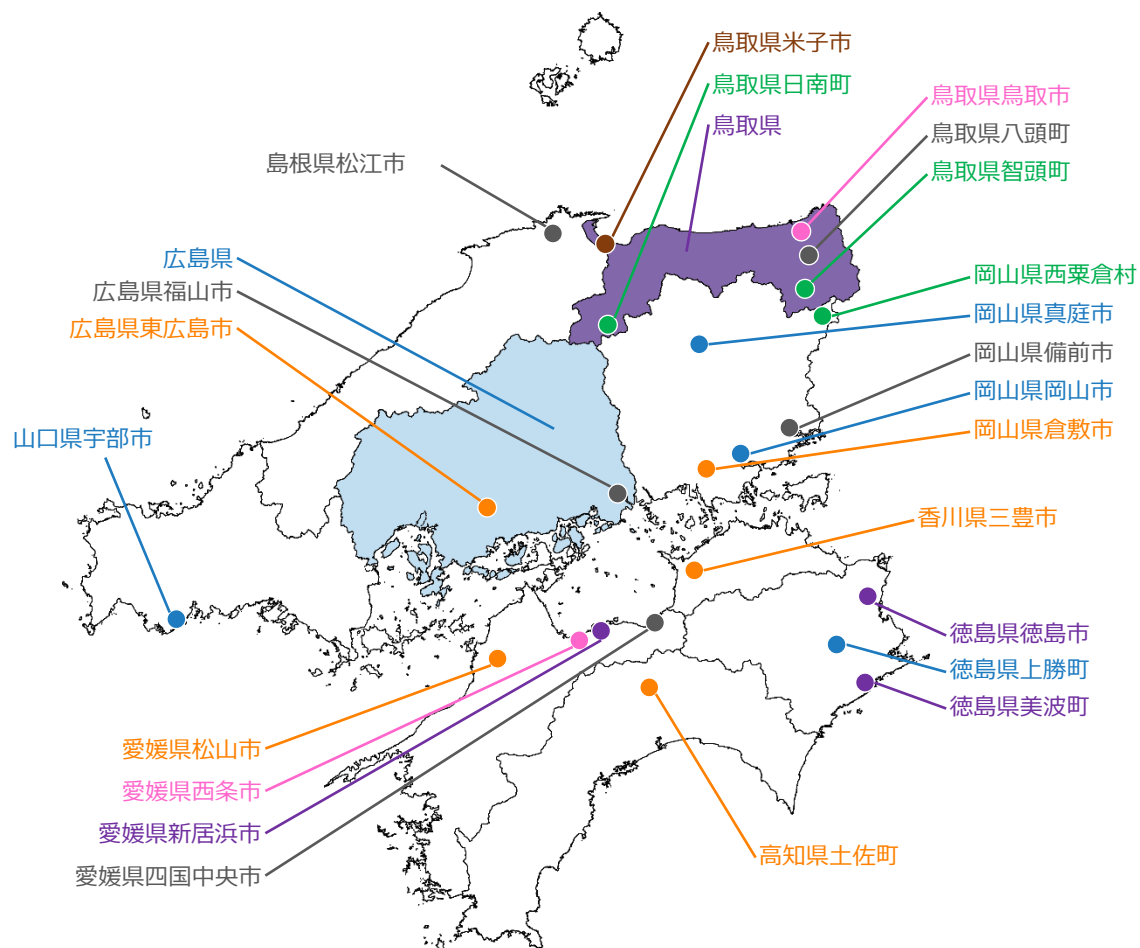 鳥取県米子市
鳥取県日南町
鳥取県
鳥取県鳥取市
鳥取県八頭町
鳥取県智頭町
島根県松江市
広島県
広島県福山市
広島県東広島市
岡山県西粟倉村
岡山県真庭市
岡山県備前市
岡山県岡山市
岡山県倉敷市
山口県宇部市
香川県三豊市
徳島県徳島市
徳島県上勝町
徳島県美波町
愛媛県松山市
愛媛県西条市
愛媛県新居浜市
愛媛県四国中央市
高知県土佐町